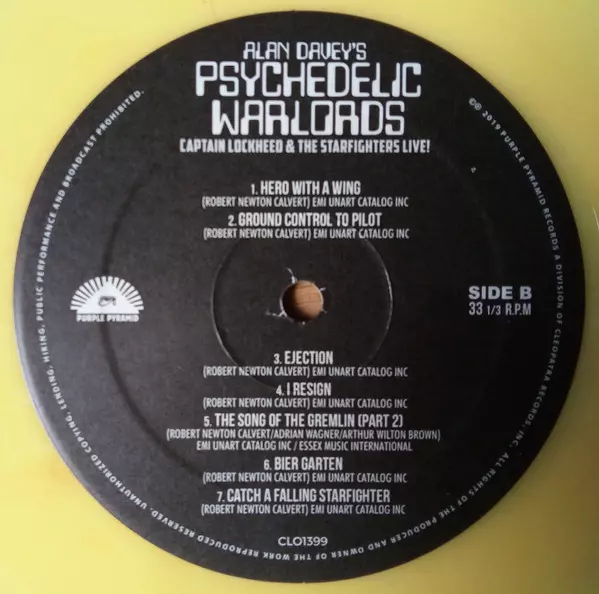 ALAN DAVEY'S
PSYCHEDELIC
WARLORDS
CAPTAIN LOCKHEED & THE STARFIGHTERS LIVE!
1. HERO WITH A WING
(ROBERT NEWTON CALVERT) EMI UNART CATALOG INC
2. GROUND CONTROL TO PILOT
(ROBERT NEWTON CALVERT) EMI UNART CATALOG INC
PURPLE PYRAMID
SIDE B
33 1/3 R.P.M
3. EJECTION
(ROBERT NEWTON CALVERT) EMI UNART CATALOG INC
4. I RESIGN
(ROBERT NEWTON CALVERT) EMI UNART CATALOG INC
5. THE SONG OF THE GREMLIN (PART 2)
(ROBERT NEWTON CALVERT/ADRIAN WAGNER/ARTHUR WILTON BROWN)
EMI UNART CATALOG INC / ESSEX MUSIC INTERNATIONAL
6. BIER GARTEN
(ROBERT NEWTON CALVERT) EMI UNART CATALOG INC
7. CATCH A FALLING STARFIGHTER
(ROBERT NEWTON CALVERT) EMI UNART CATALOG INC
CLO1399
©℗ 2019 PURPLE PYRAMID RECORDS A DIVISION OF CLEOPATRA RECORDS, INC. ALL RIGHTS OF THE PRODUCER AND OWNER OF THE WORK REPRODUCED RESERVED. UNAUTHORIZED COPYING, LENDING, HIRING, PUBLIC PERFORMANCE AND BROADCAST PROHIBITED.